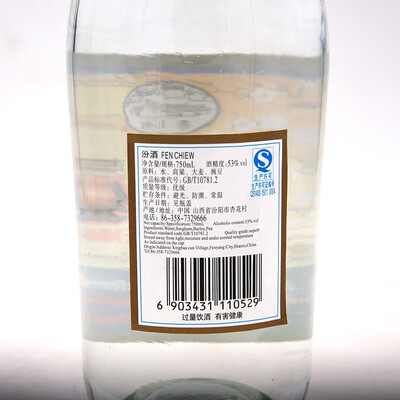 汾酒 FEN CHIEW
净含量/规格:750mL 酒精度:53%vol
原料: 水、高粱、大麦、豌豆
产品标准代号: GB/T10781.2
质量等级: 优级
贮存条件: 避光、防潮、常温
生产日期: 见瓶盖
产地/地址: 中国 山西省汾阳市杏花村
电话: 86-358-7329666
Net capacity/Specification:750mL Alcoholic content:53% vol
Ingredients:Water,Sorghum,Barley,Pea
Product standard code:GB/T10781.2 Quality grade:superb
Stored away from light,moisture and under normal temperature
As indicated on the cap
Origin/Address:Xinghua cun Village,Fenyang City,Shanxi,China
Tel:86-358-7329666
生产许可
6 903431 110529
过量饮酒 有害健康